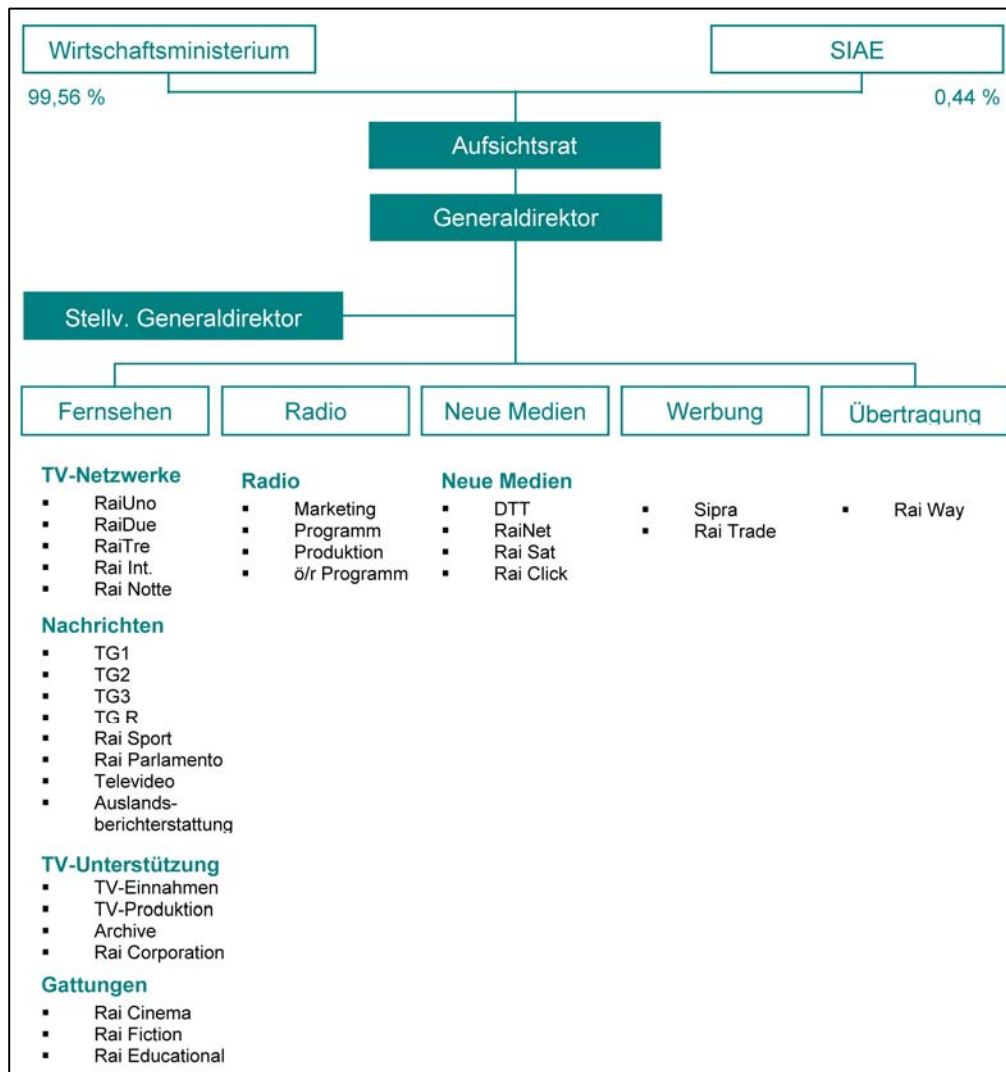 Wirtschaftsministerium
SIAE
99,56 %
0,44 %
Aufsichtsrat
Generaldirektor
Stellv. Generaldirektor
Fernsehen
Radio
Neue Medien
Werbung
Übertragung
TV-Netzwerke
▪ RaiUno
▪ RaiDue
▪ RaiTre
▪ Rai Int.
▪ Rai Notte
Nachrichten
▪ TG1
▪ TG2
▪ TG3
▪ TG R
▪ Rai Sport
▪ Rai Parlamento
▪ Televideo
▪ Auslands-
berichterstattung
TV-Unterstützung
▪ TV-Einnahmen
▪ TV-Produktion
▪ Archive
▪ Rai Corporation
Gattungen
▪ Rai Cinema
▪ Rai Fiction
▪ Rai Educational
Radio
▪ Marketing
▪ Programm
▪ Produktion
▪ ö/r Programm
Neue Medien
▪ DTT
▪ RaiNet
▪ Rai Sat
▪ Rai Click
▪ Sipra
▪ Rai Trade
▪ Rai Way